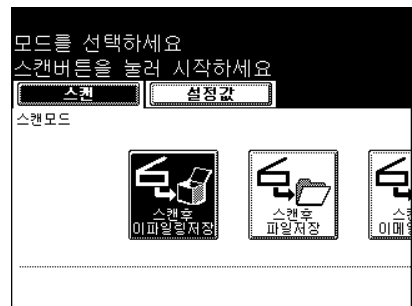 모드를 선택하세요
스캔버튼을 눌러 시작하세요
스캔 설정값
스캔모드
스캔후
이파일링저장
스캔후
파일저장